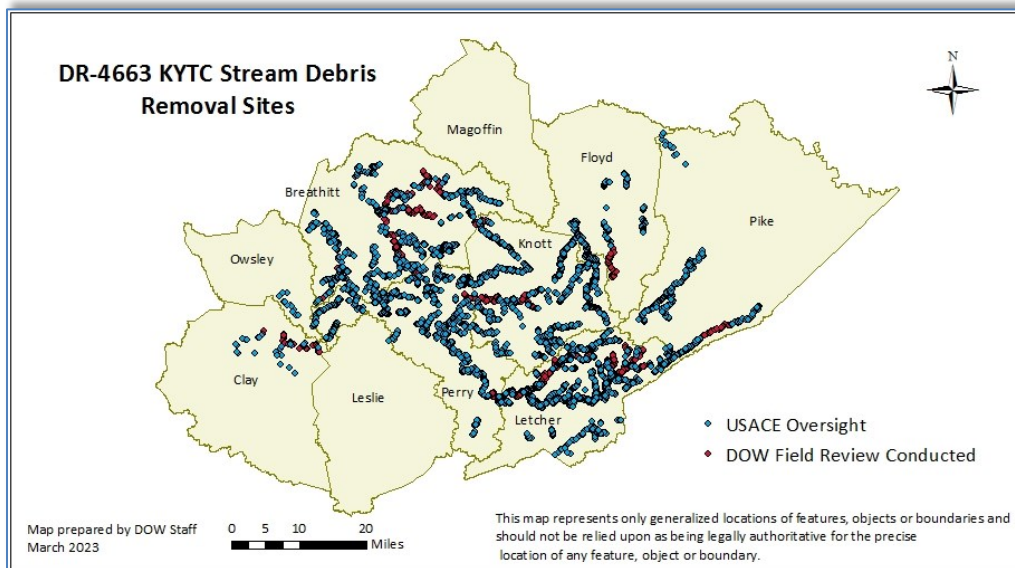 DR-4663 KYTC Stream Debris
Removal Sites
N
Magoffin
Floyd
Breathitt
Pike
Knott
Owsley
Clay
Leslie
Perry
Letcher
USACE Oversight
DOW Field Review Conducted
Map prepared by DOW Staff
March 2023
0 5 10 20
Miles
This map represents only generalized locations of features, objects or boundaries and
should not be relied upon as being legally authoritative for the precise
location of any feature, object or boundary.